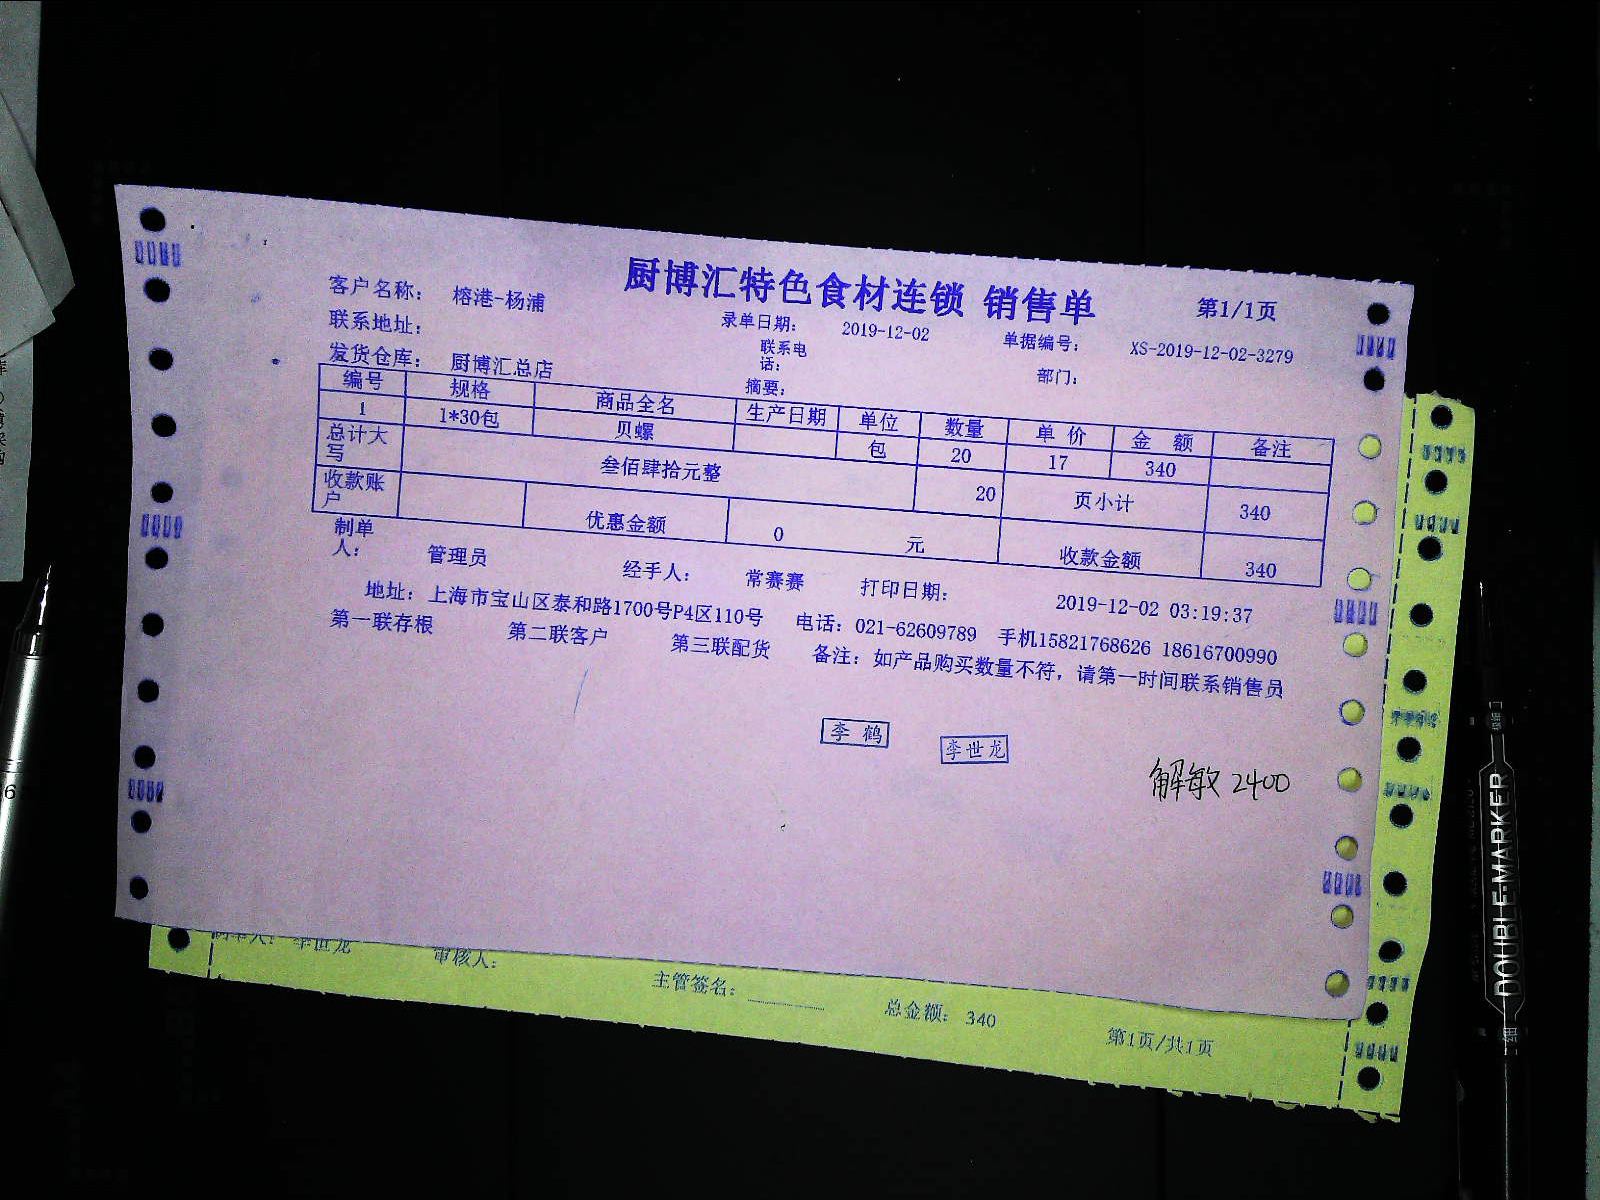 厨博汇特色食材连锁 销售单 第1/1页
客户名称： 榕港-杨浦 录单日期： 2019-12-02 单据编号： XS-2019-12-02-3279
联系地址： 联系电话： 部门：
发货仓库： 厨博汇总店 摘要：
编号 规格 商品全名 生产日期 单位 数量 单 价 金 额 备注
1 1*30包 贝螺 包 20 17 340
总计大写 叁佰肆拾元整 20 页小计 340
收款账户 优惠金额 0 元 收款金额 340
制单人： 管理员 经手人： 常赛赛 打印日期： 2019-12-02 03:19:37
地址：上海市宝山区泰和路1700号P4区110号 电话：021-62609789 手机15821768626 18616700990
第一联存根 第二联客户 第三联配货 备注：如产品购买数量不符，请第一时间联系销售员
李 鹤 李世龙
解敏 2400
制单人： 李世龙 审核人： 主管签名： 总金额： 340 第1页/共1页
6
DOUBLE-MARKER
细